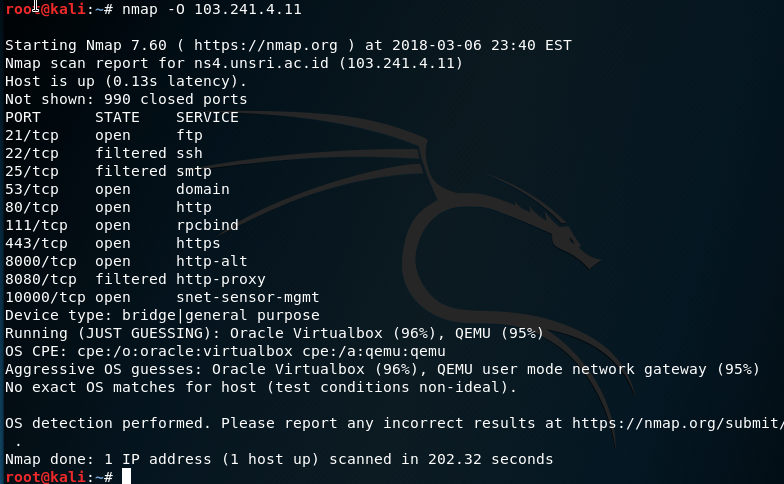 root@kali:~# nmap -O 103.241.4.11
Starting Nmap 7.60 ( https://nmap.org ) at 2018-03-06 23:40 EST
Nmap scan report for ns4.unsri.ac.id (103.241.4.11)
Host is up (0.13s latency).
Not shown: 990 closed ports
PORT STATE SERVICE
21/tcp open ftp
22/tcp filtered ssh
25/tcp filtered smtp
53/tcp open domain
80/tcp open http
111/tcp open rpcbind
443/tcp open https
8000/tcp open http-alt
8080/tcp filtered http-proxy
10000/tcp open snet-sensor-mgmt
Device type: bridge|general purpose
Running (JUST GUESSING): Oracle Virtualbox (96%), QEMU (95%)
OS CPE: cpe:/o:oracle:virtualbox cpe:/a:qemu:qemu
Aggressive OS guesses: Oracle Virtualbox (96%), QEMU user mode network gateway (95%)
No exact OS matches for host (test conditions non-ideal).
OS detection performed. Please report any incorrect results at https://nmap.org/submit/
.
Nmap done: 1 IP address (1 host up) scanned in 202.32 seconds
root@kali:~#